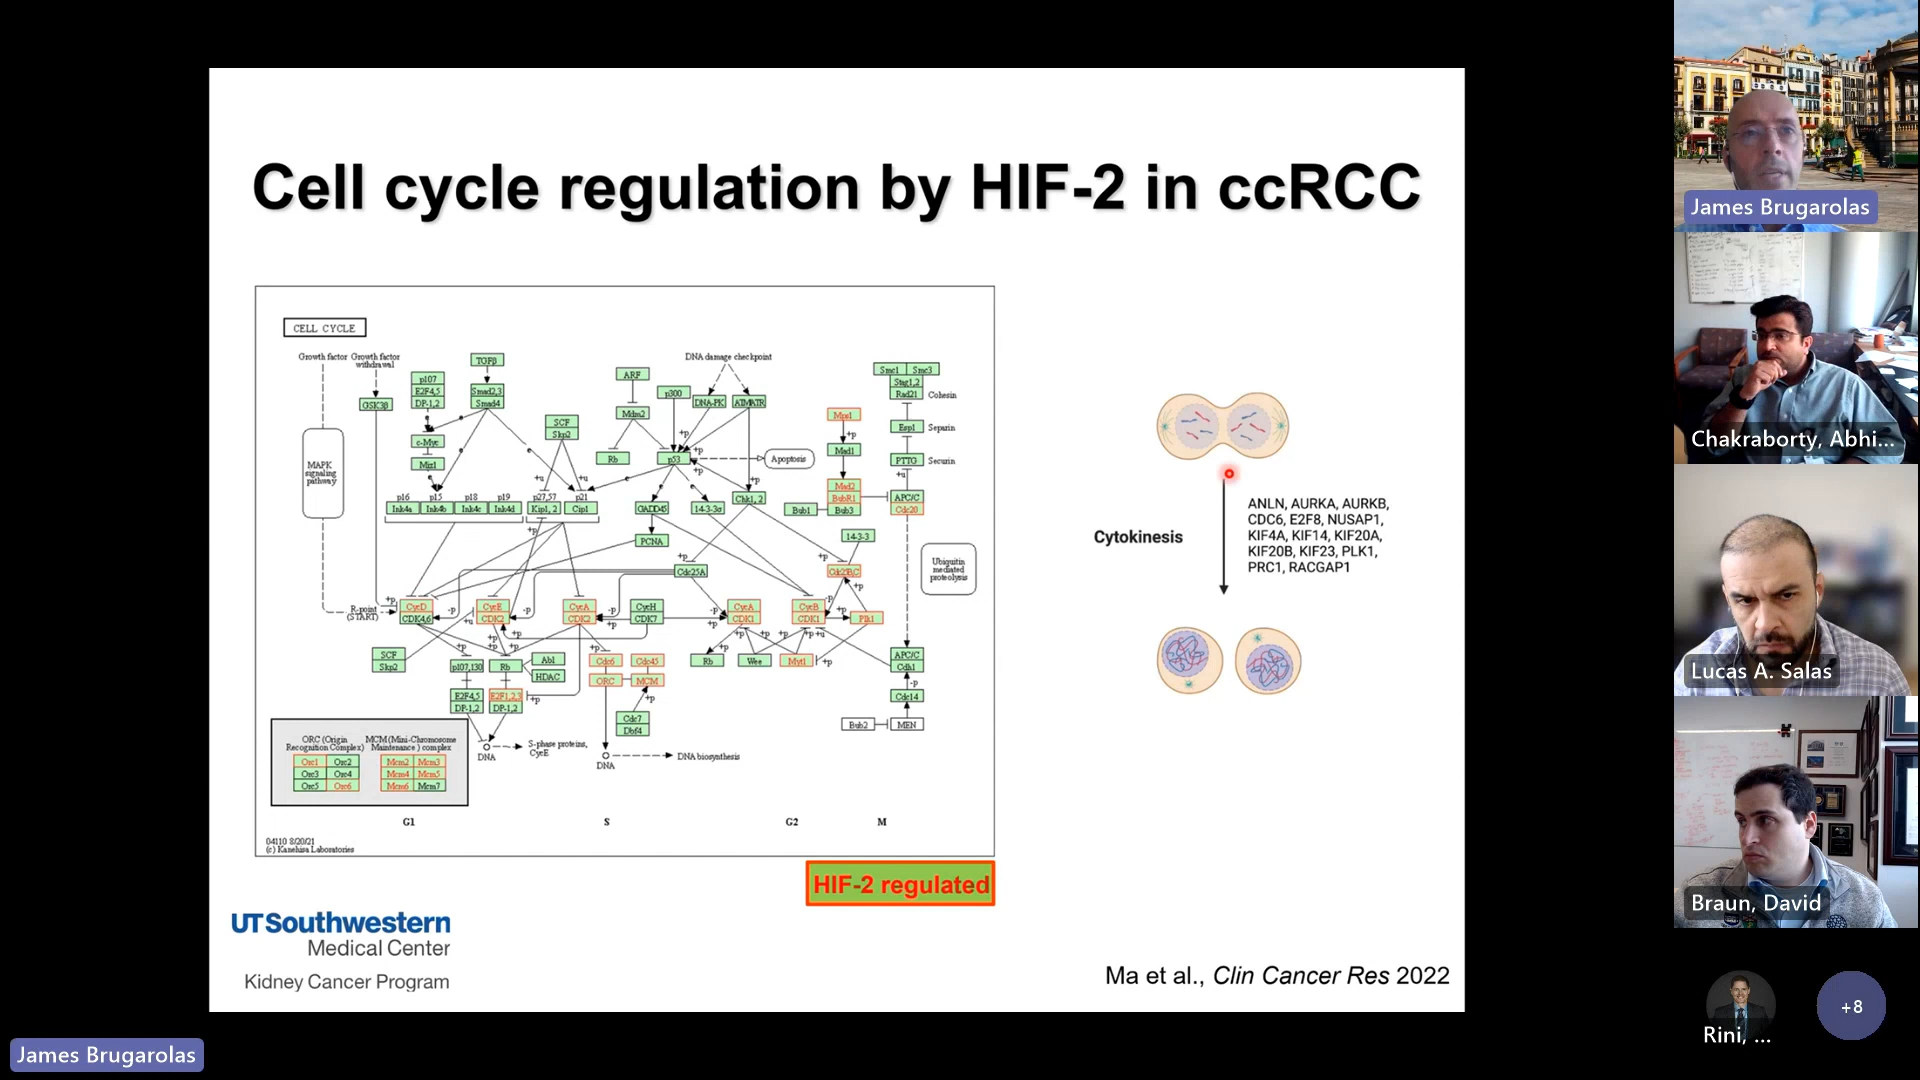 Cell cycle regulation by HIF-2 in ccRCC
CELL CYCLE
Growth factor
Growth factor
withdrawal
TGFβ
DNA damage checkpoint
Smc1 Smc3
Stag1,2
Rad21
Cohesin
p107
E2F4,5
DP-1,2
Smad2,3
Smad4
GSK3β
ARF
p300
DNA-PK
ATMATR
Mps1
SCF
Skp2
Mdm2
Esp1
Separin
c-Myc
Miz1
Rb
p53
Apoptosis
Mad1
PTTG
Securin
MAPK
signaling
pathway
Mad2
BubR1
Bub1
Bub3
APC/C
Cdc20
p16 p15 p18 p19
Ink4a Ink4b Ink4c Ink4d
p27,57 p21
Kip1,2 Cip1
GADD45
14-3-3σ
Chk1, 2
PCNA
14-3-3
Cdc25A
Cdc25B,C
Ubiquitin
mediated
proteolysis
R-point
(START)
CycD
CDK4,6
CycE
CDK2
CycA
CDK2
CycH
CDK7
CycA
CDK1
CycB
CDK1
Plk1
SCF
Skp2
p107,130
Rb
Abl
HDAC
Cdc6
Cdc45
ORC
MCM
Rb
Wee
Myt1
APC/C
Cdh1
E2F4,5
DP-1,2
E2F1,2,3
DP-1,2
Cdc7
Dbf4
Cdc14
Bub2
MEN
DNA
S-phase proteins,
CycE
DNA
DNA biosynthesis
ORC (Origin
Recognition Complex)
MCM (Mini-Chromosome
Maintenance ) complex
Orc1 Orc2
Orc3 Orc4
Orc5 Orc6
Mcm2 Mcm3
Mcm4 Mcm5
Mcm6 Mcm7
G1
S
G2
M
04110 8/20/21
(c) Kanehisa Laboratories
HIF-2 regulated
Cytokinesis
ANLN, AURKA, AURKB,
CDC6, E2F8, NUSAP1,
KIF4A, KIF14, KIF20A,
KIF20B, KIF23, PLK1,
PRC1, RACGAP1
UT Southwestern
Medical Center
Kidney Cancer Program
Ma et al., Clin Cancer Res 2022
James Brugarolas
Chakraborty, Abhi...
Lucas A. Salas
Braun, David
Rini, ...
+8
James Brugarolas